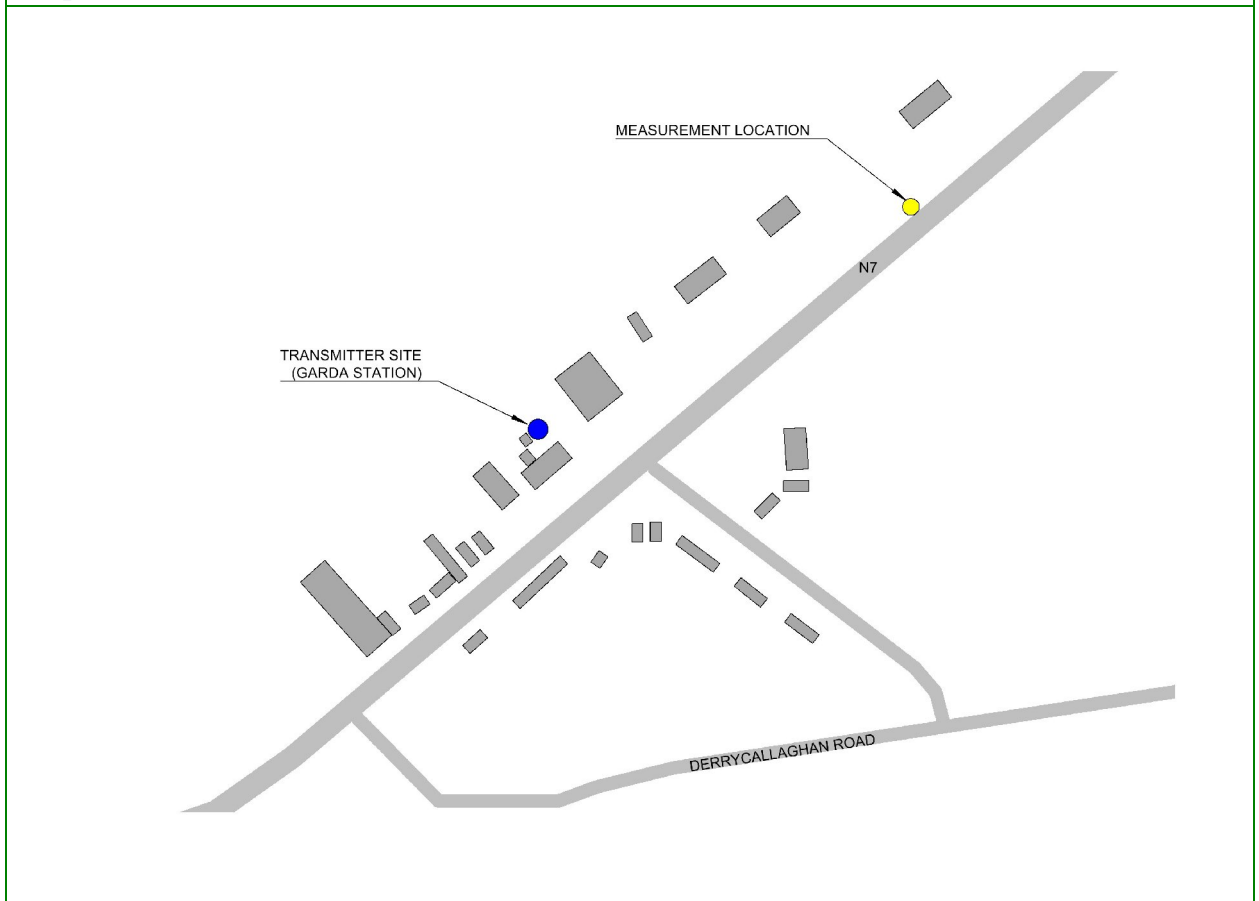 MEASUREMENT LOCATION
N7
TRANSMITTER SITE
(GARDA STATION)
DERRYCALLAGHAN ROAD